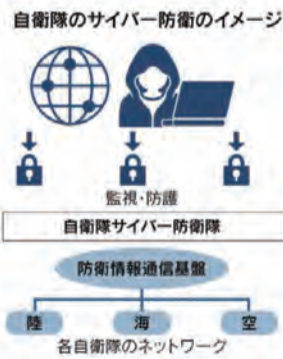 自衛隊のサイバー防衛のイメージ
監視・防護
自衛隊サイバー防衛隊
防衛情報通信基盤
陸 海 空
各自衛隊のネットワーク